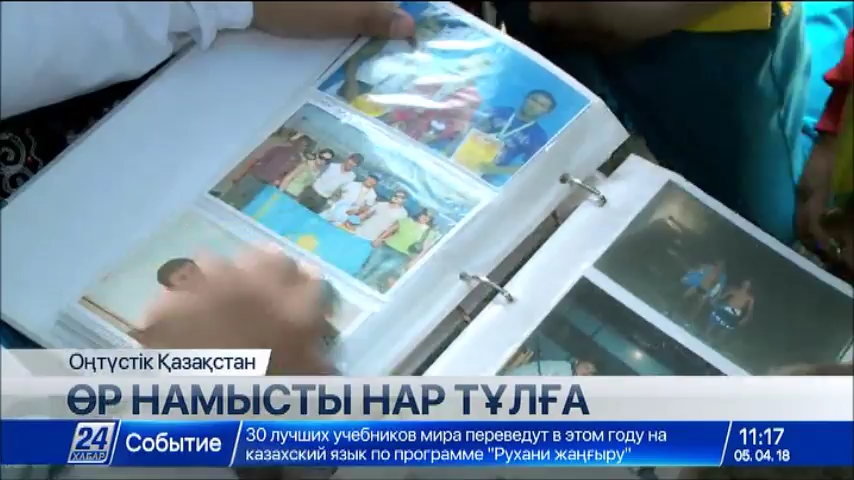 Оңтүстік Қазақстан
ӨР НАМЫСТЫ НАР ТҰЛҒА
24
ХАБАР
Событие
30 лучших учебников мира переведут в этом году на
казахский язык по программе "Рухани жаңғыру"
11:17
05.04.18